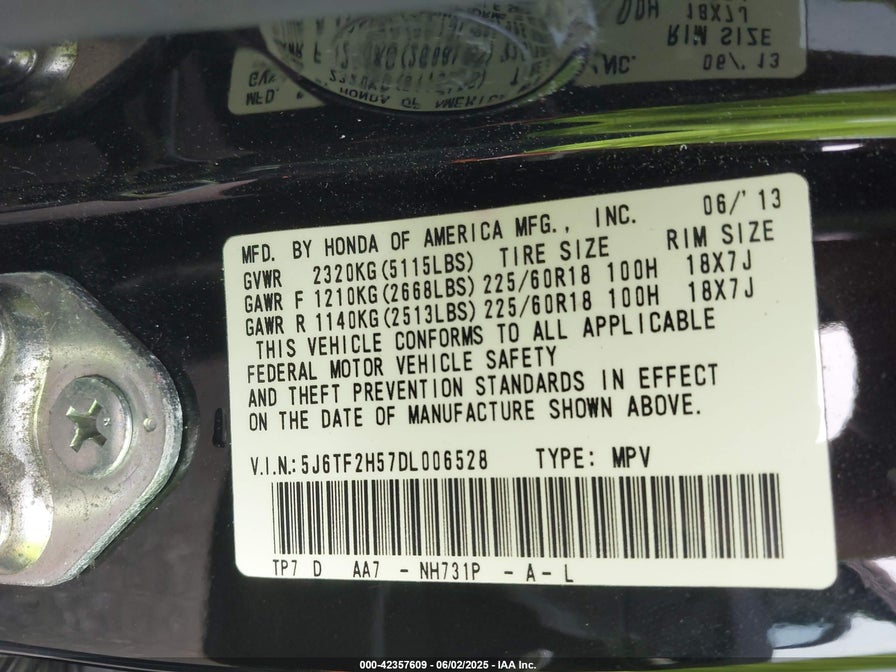 MFD. BY HONDA OF AMERICA MFG., INC. 06/'13
GVWR 2320KG(5115LBS) TIRE SIZE RIM SIZE
GAWR F 1210KG(2668LBS) 225/60R18 100H 18X7J
GAWR R 1140KG(2513LBS) 225/60R18 100H 18X7J
THIS VEHICLE CONFORMS TO ALL APPLICABLE
FEDERAL MOTOR VEHICLE SAFETY
AND THEFT PREVENTION STANDARDS IN EFFECT
ON THE DATE OF MANUFACTURE SHOWN ABOVE.
V.I.N.: 5J6TF2H57DL006528 TYPE: MPV
TP7 D AA7 - NH731P - A - L
000-42357609 - 06/02/2025 - IAA Inc.